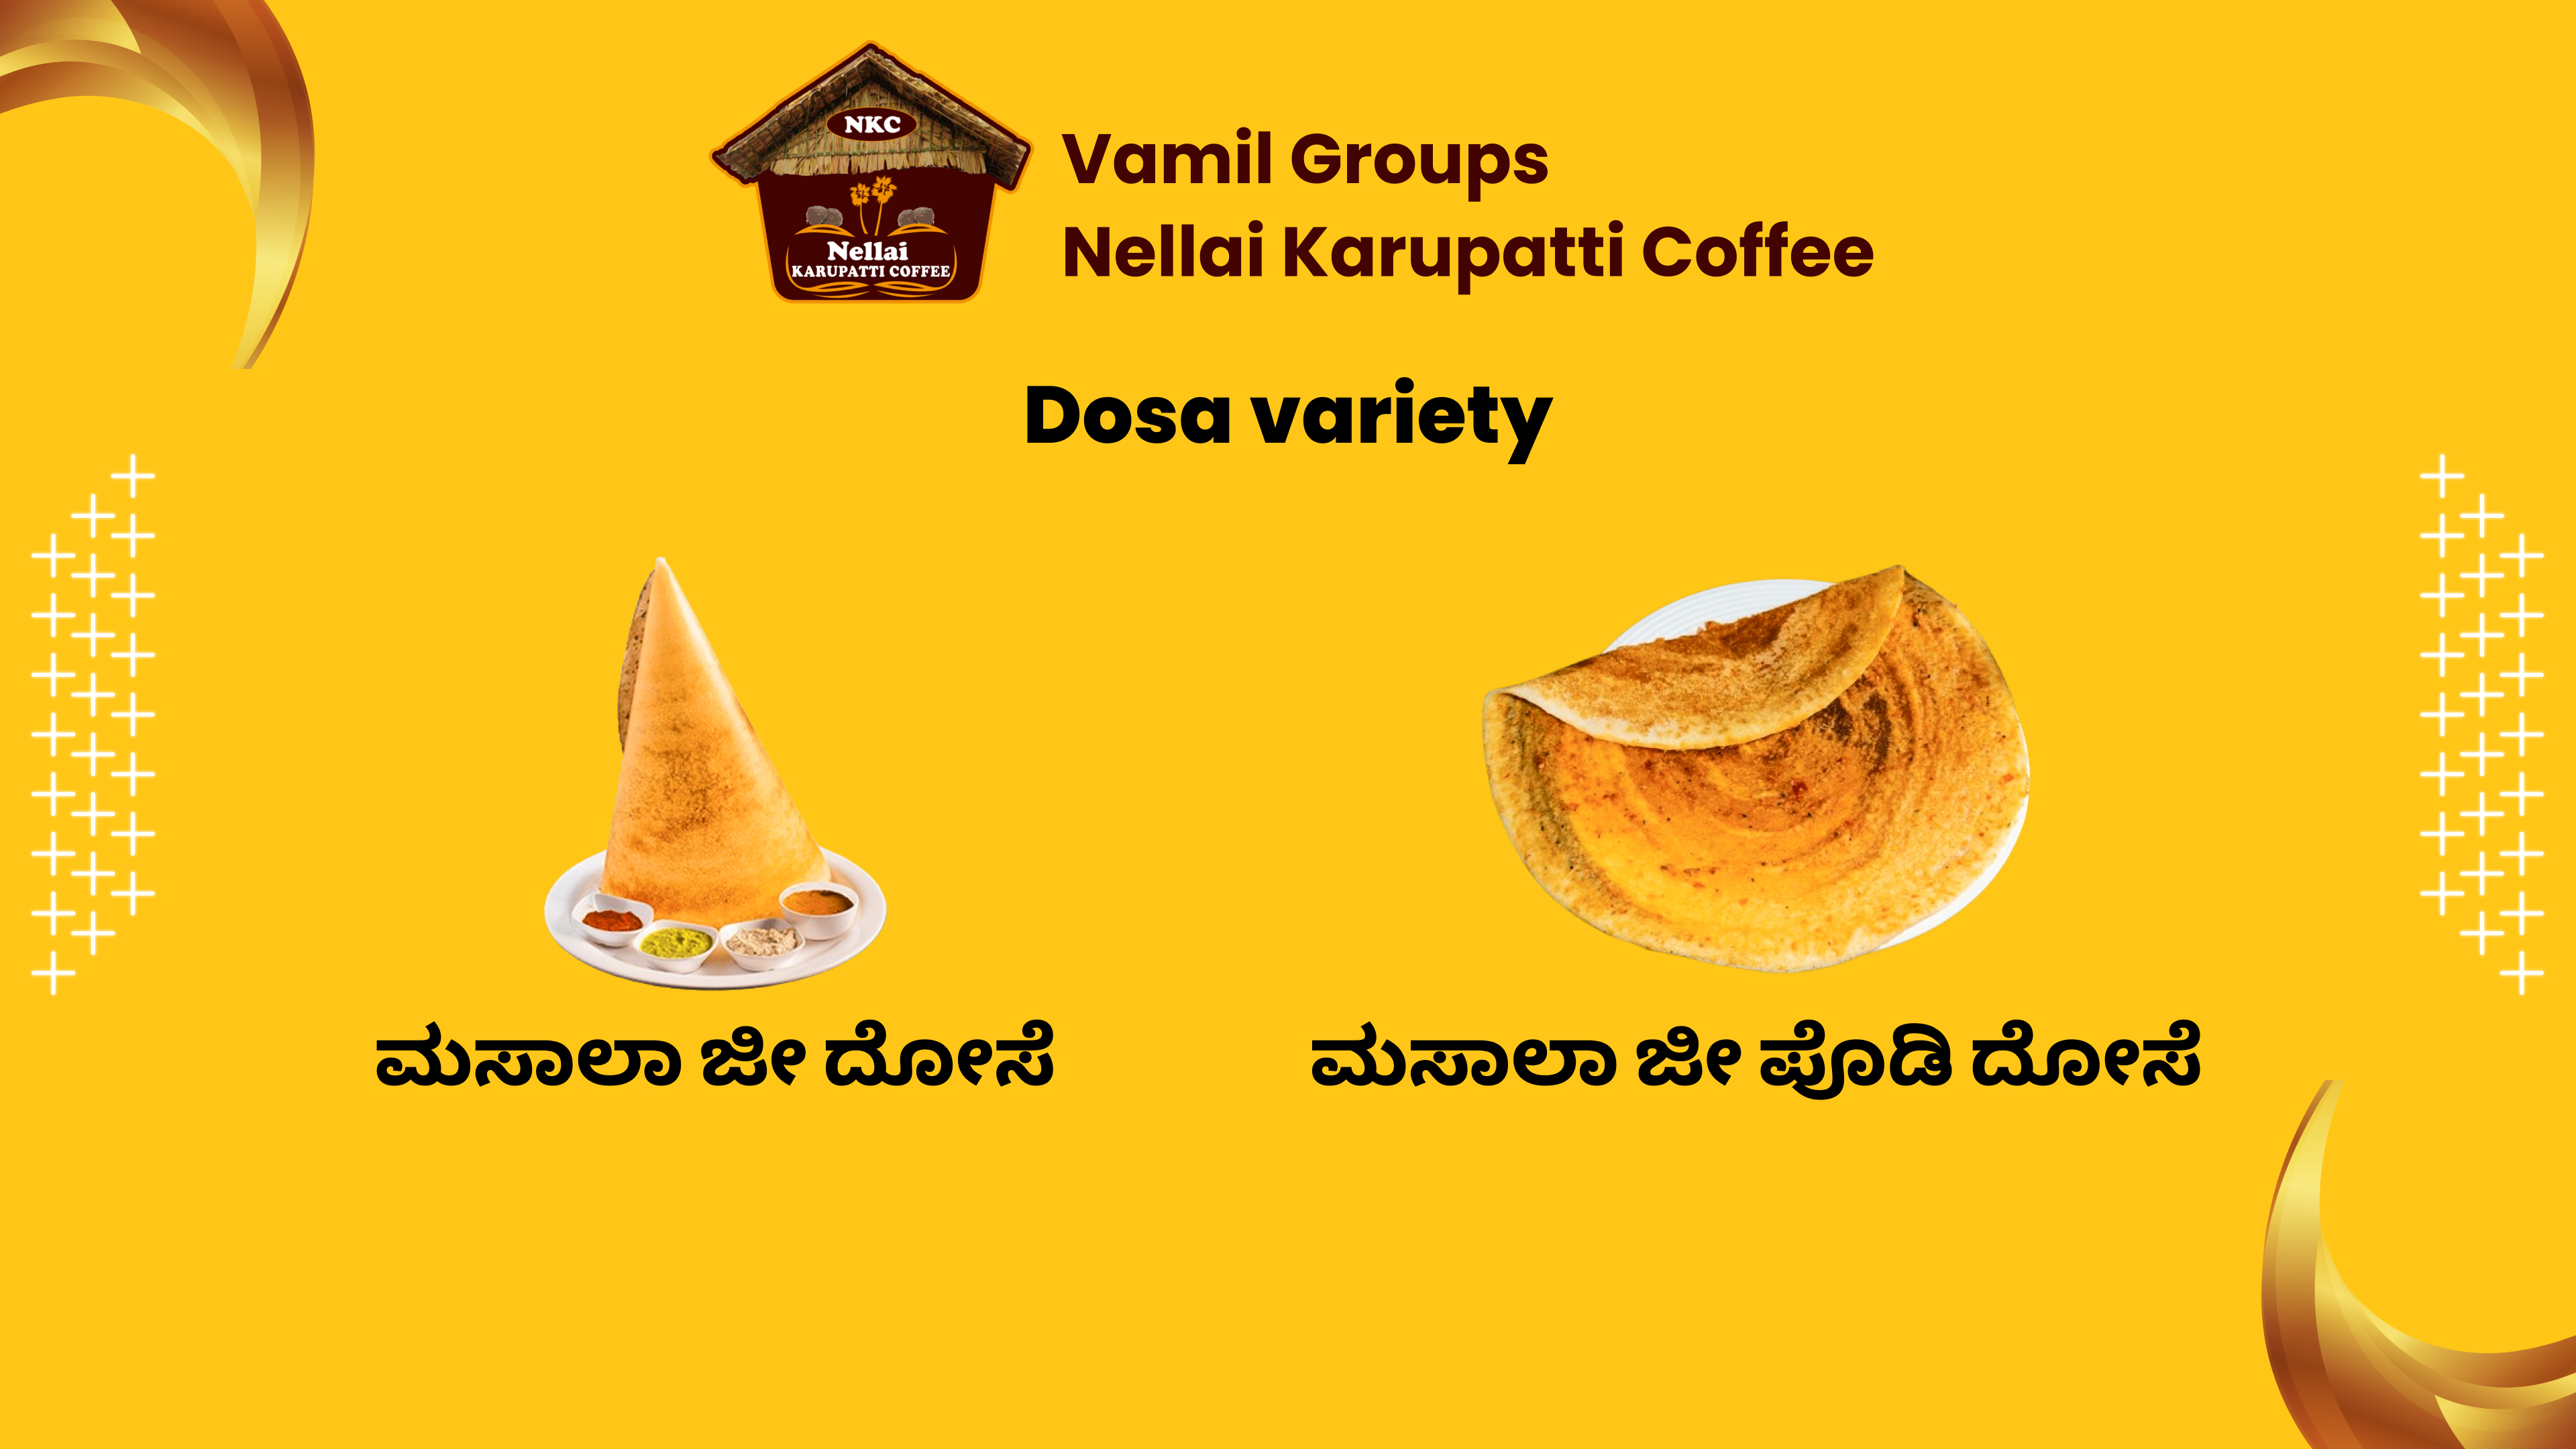 NKC
Nellai
KARUPATTI COFFEE
Vamil Groups
Nellai Karupatti Coffee
Dosa variety
ಮಸಾಲಾ ಜೀ ದೋಸೆ
ಮಸಾಲಾ ಜೀ ಪೊಡಿ ದೋಸೆ